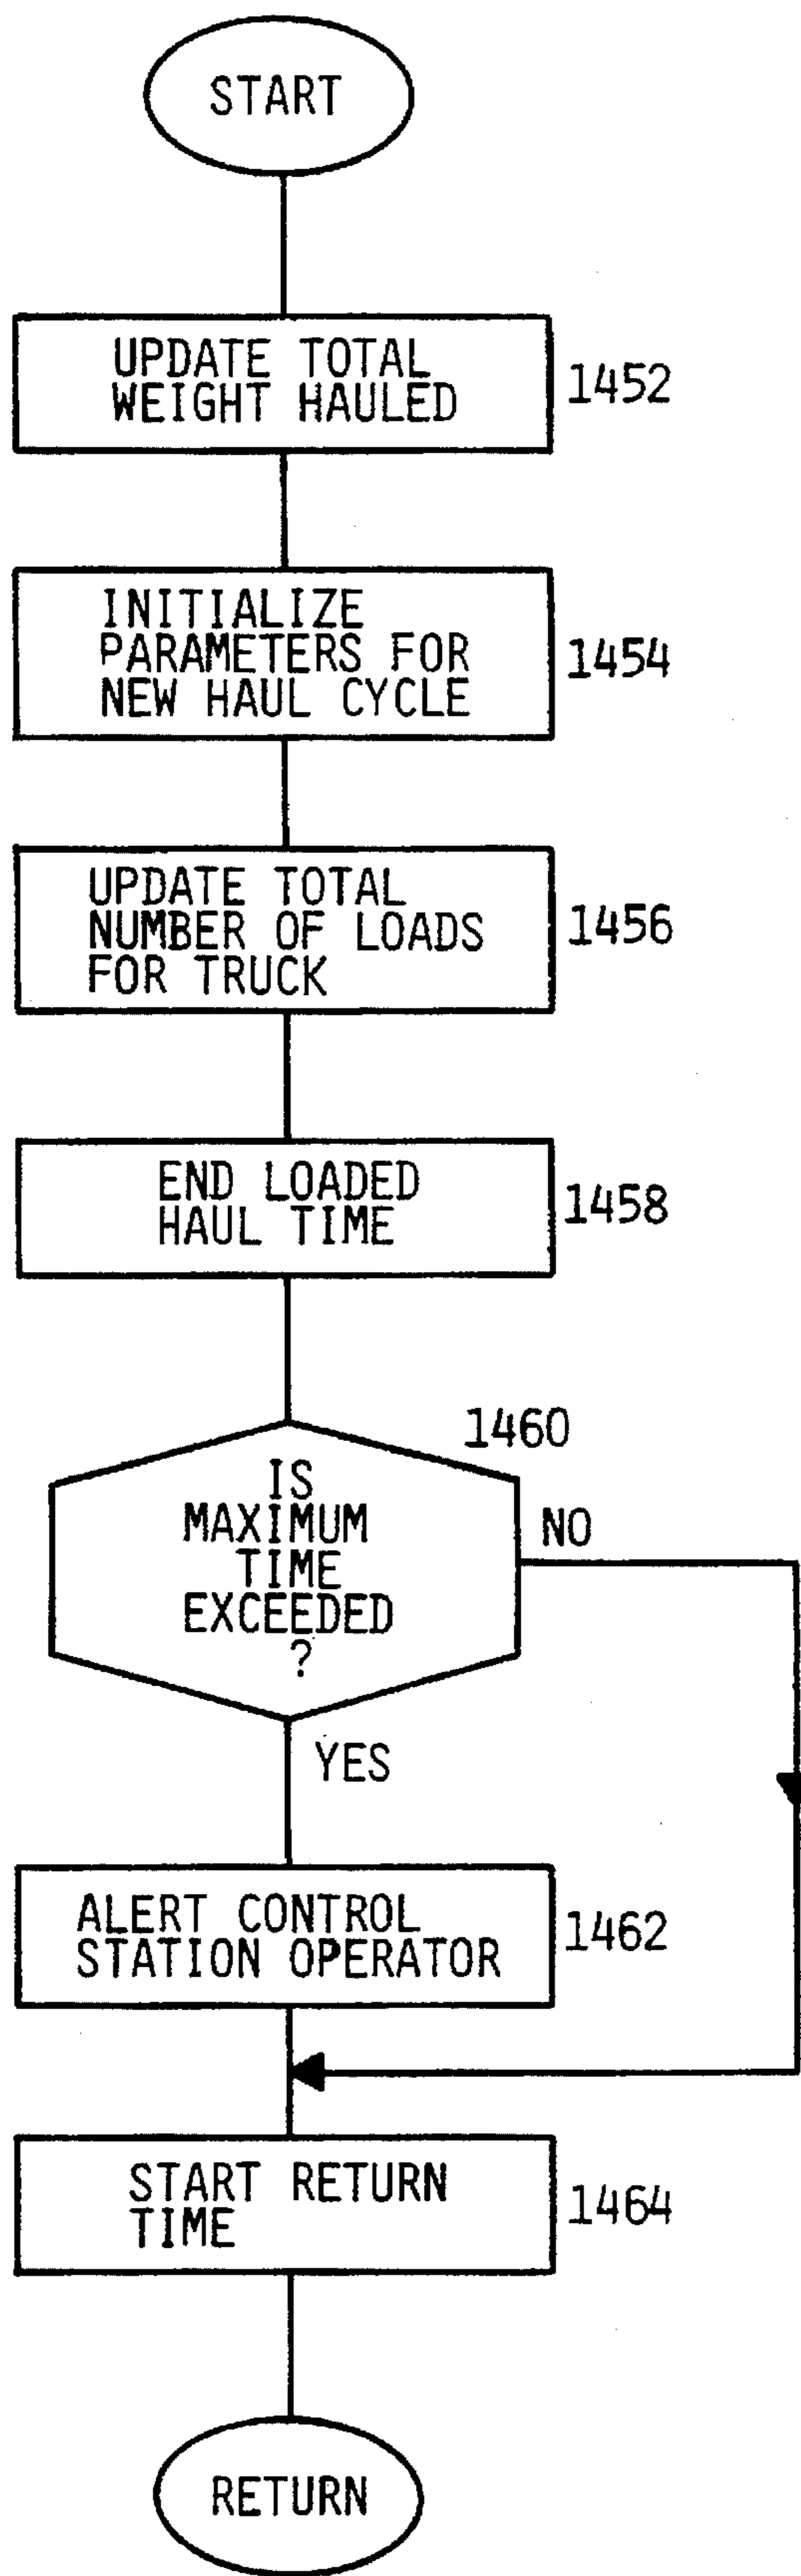 START
UPDATE TOTAL
WEIGHT HAULED
1452
INITIALIZE
PARAMETERS FOR
NEW HAUL CYCLE
1454
UPDATE TOTAL
NUMBER OF LOADS
FOR TRUCK
1456
END LOADED
HAUL TIME
1458
1460
IS
MAXIMUM
TIME
EXCEEDED
?
NO
YES
ALERT CONTROL
STATION OPERATOR
1462
START RETURN
TIME
1464
RETURN